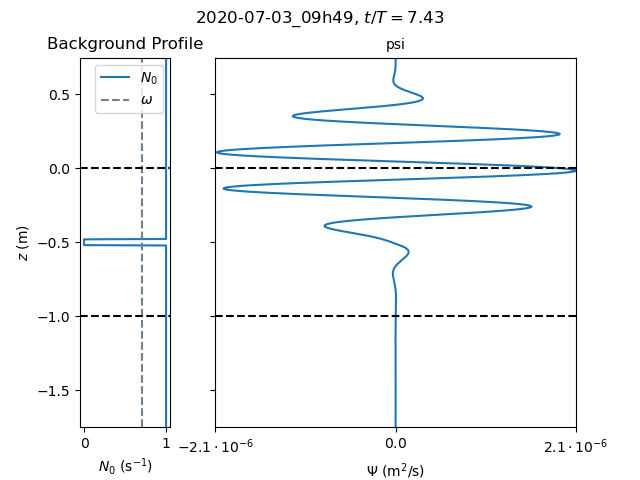 2020-07-03_09h49, t/T = 7.43
Background Profile
psi
N₀
ω
0.5
0.0
−0.5
−1.0
−1.5
z (m)
0
1
N₀ (s⁻¹)
−2.1 · 10⁻⁶
0.0
2.1 · 10⁻⁶
Ψ (m²/s)